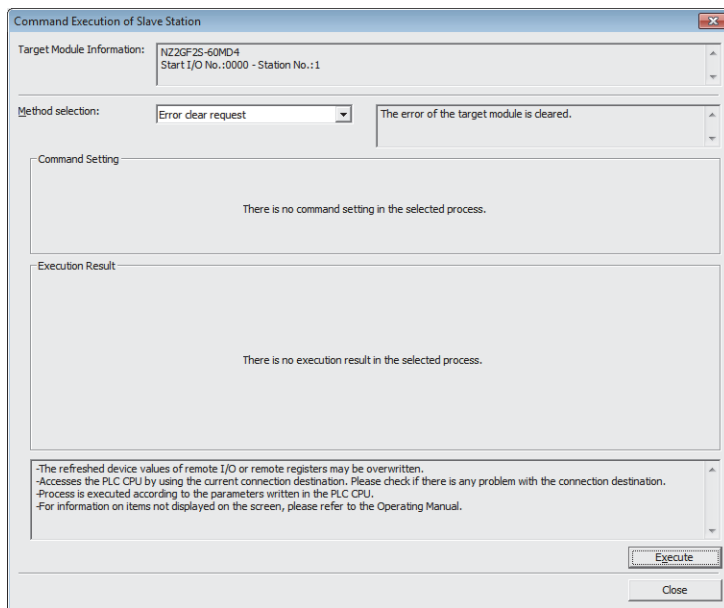 Command Execution of Slave Station
Target Module Information:
NZ2GF2S-60MD4
Start I/O No.:0000 - Station No.:1
Method selection:
Error clear request
The error of the target module is cleared.
Command Setting
There is no command setting in the selected process.
Execution Result
There is no execution result in the selected process.
-The refreshed device values of remote I/O or remote registers may be overwritten.
-Accesses the PLC CPU by using the current connection destination. Please check if there is any problem with the connection destination.
-Process is executed according to the parameters written in the PLC CPU.
-For information on items not displayed on the screen, please refer to the Operating Manual.
Execute
Close